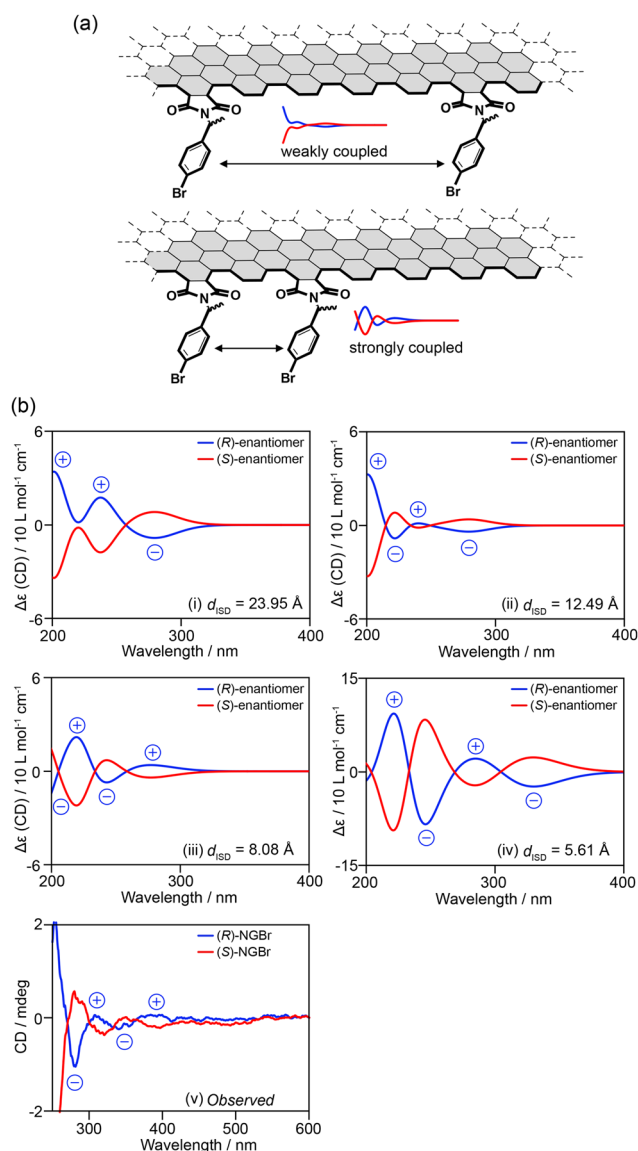 (a)
O N O
O N O
weakly coupled
Br
Br
O N O
O N O
strongly coupled
Br
Br
(b)
6
0
-6
Δε (CD) / 10 L mol⁻¹ cm⁻¹
(R)-enantiomer
(S)-enantiomer
+
+
−
(i) dISD = 23.95 Å
200 300 400
Wavelength / nm
6
0
-6
Δε (CD) / 10 L mol⁻¹ cm⁻¹
(R)-enantiomer
(S)-enantiomer
+
+
−
−
(ii) dISD = 12.49 Å
200 300 400
Wavelength / nm
6
0
-6
Δε (CD) / 10 L mol⁻¹ cm⁻¹
(R)-enantiomer
(S)-enantiomer
+
+
−
−
(iii) dISD = 8.08 Å
200 300 400
Wavelength / nm
15
0
-15
Δε / 10 L mol⁻¹ cm⁻¹
(R)-enantiomer
(S)-enantiomer
+
+
−
−
(iv) dISD = 5.61 Å
200 300 400
Wavelength / nm
2
0
-2
CD / mdeg
(R)-NGBr
(S)-NGBr
+
+
−
−
(v) Observed
300 400 500 600
Wavelength / nm